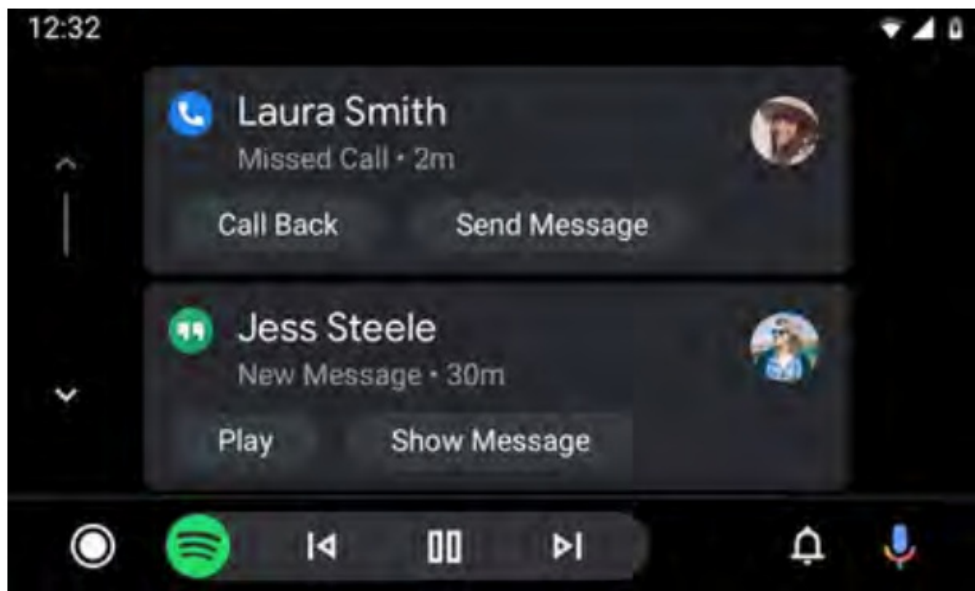 12:32
Laura Smith
Missed Call • 2m
Call Back Send Message
Jess Steele
New Message • 30m
Play Show Message